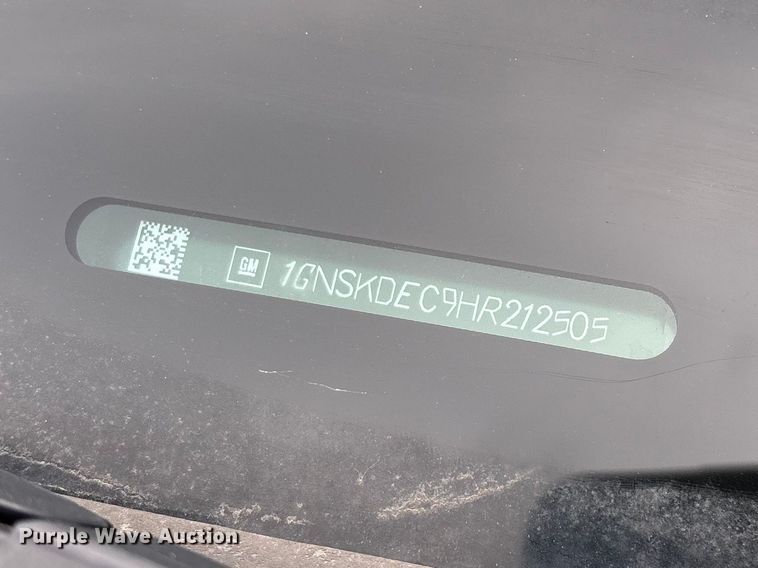 GM 1GNSKDEC9HR212505
Purple Wave Auction